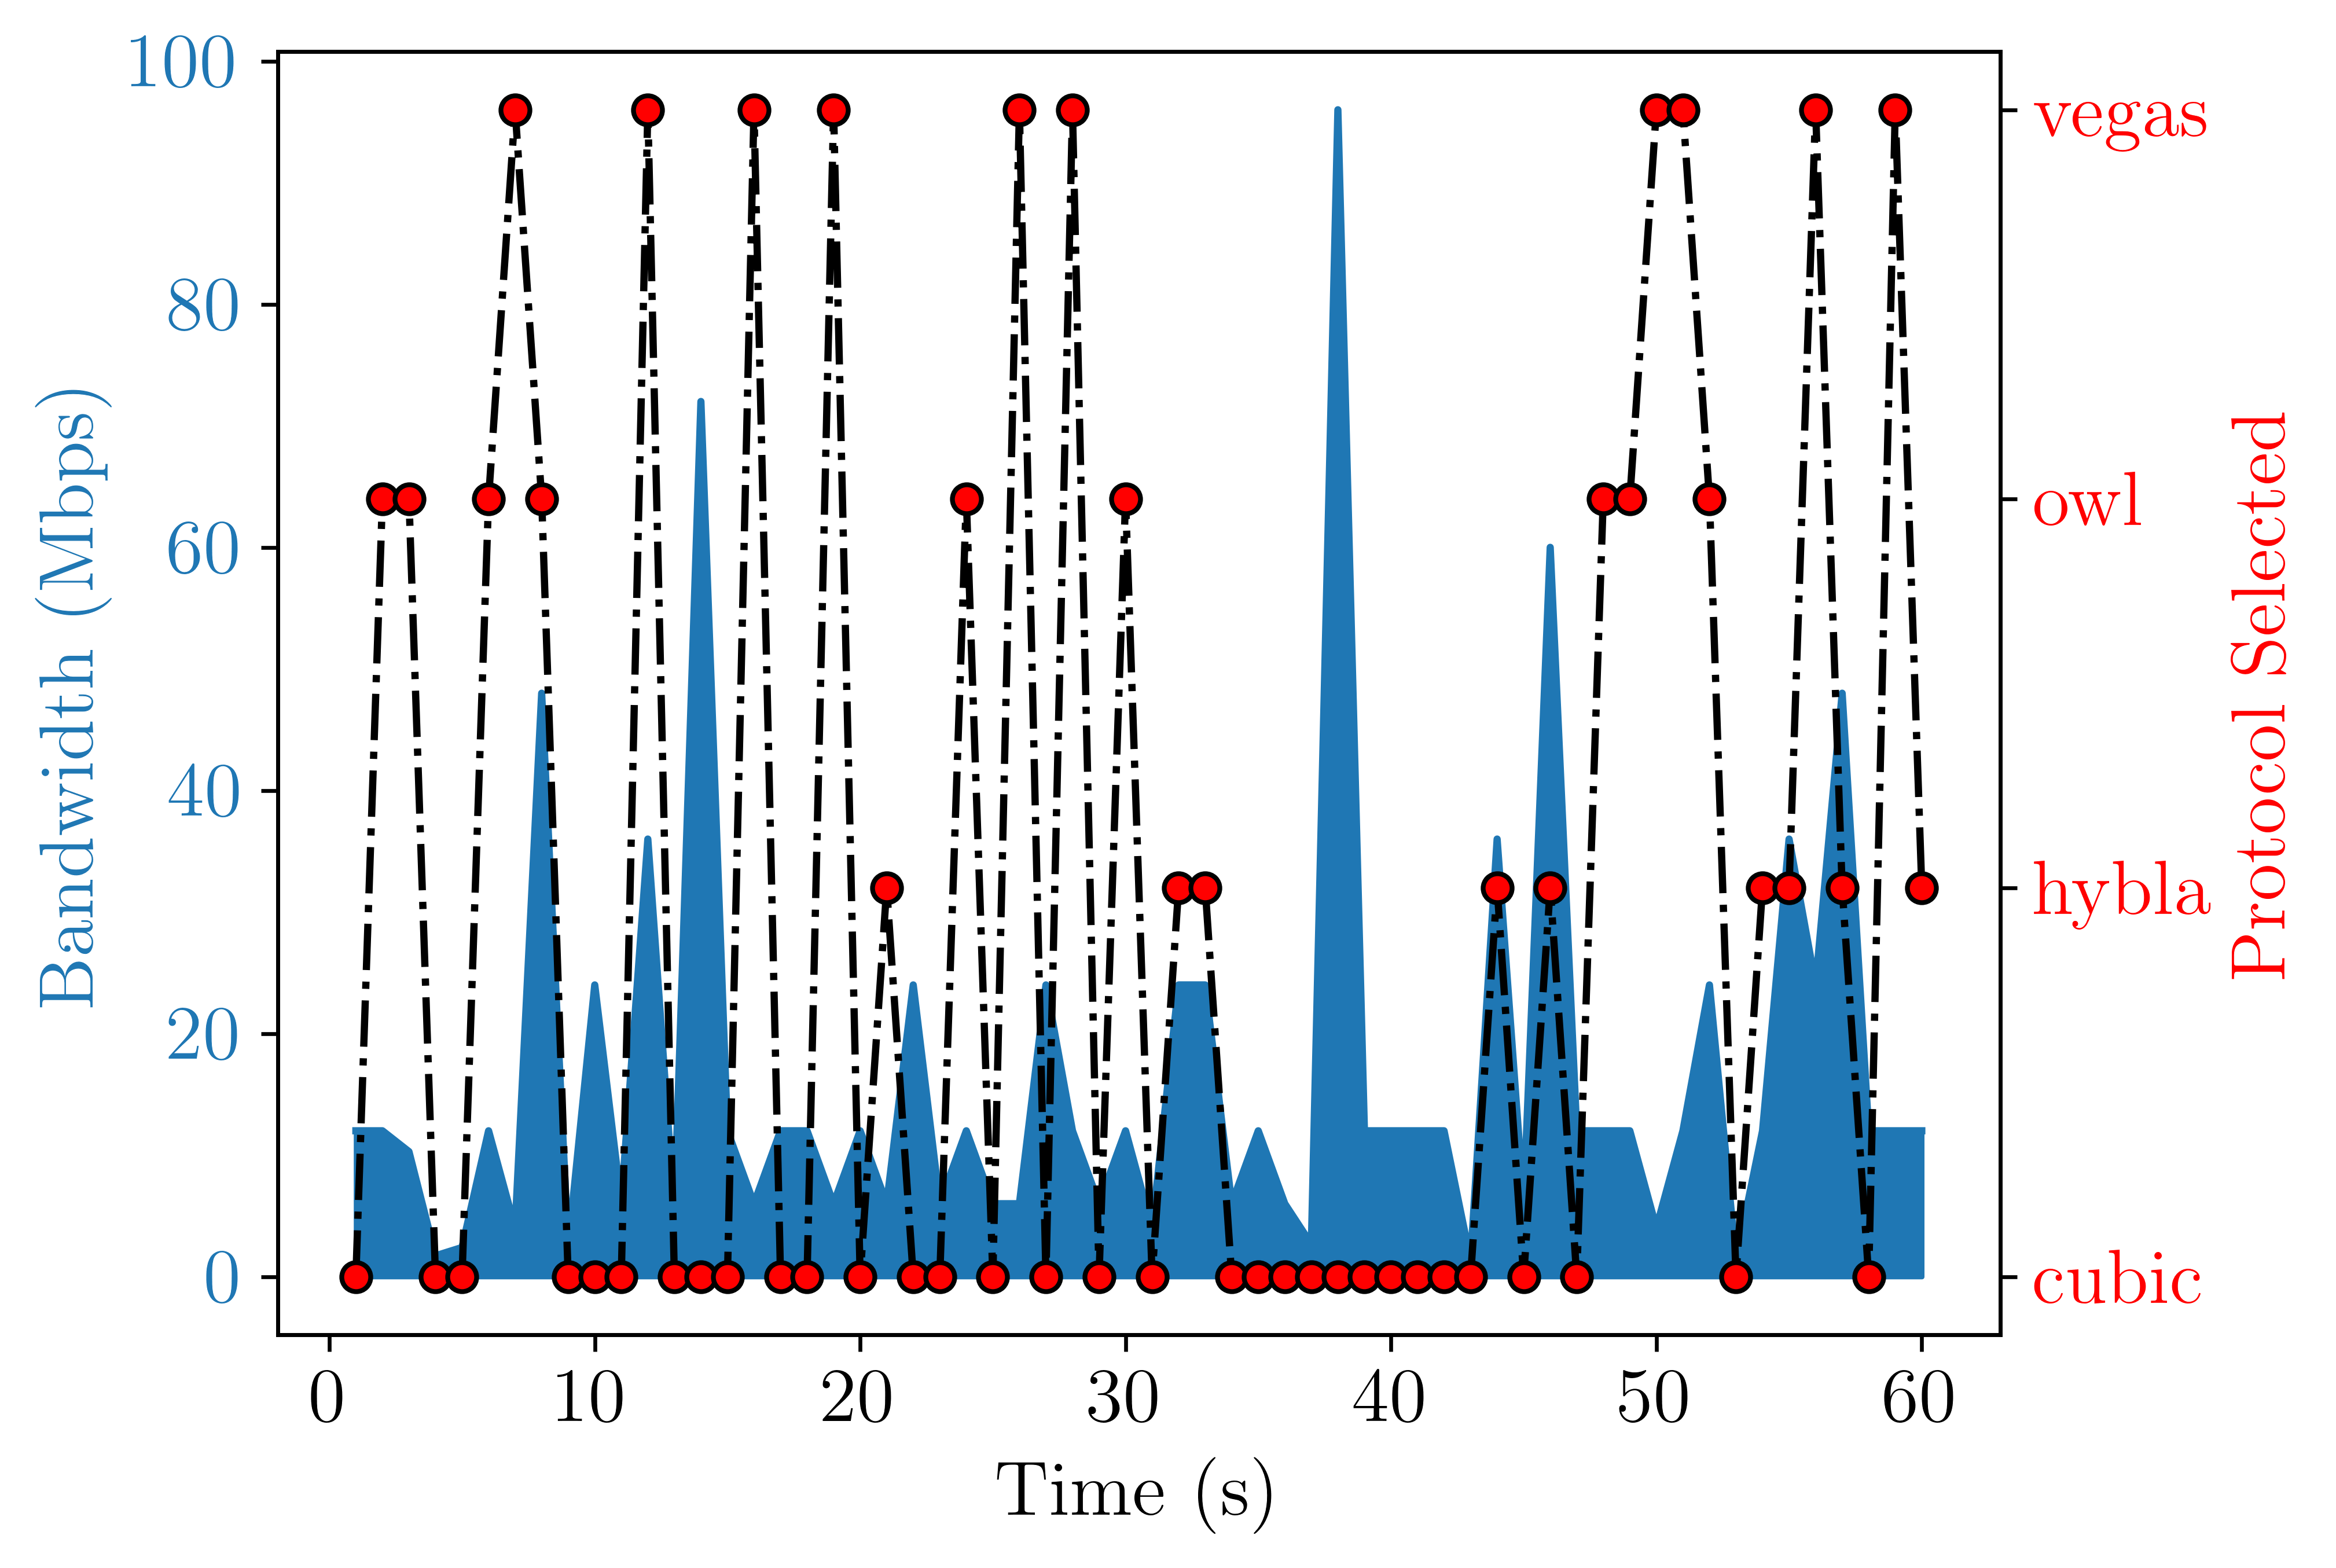 100
80
60
40
20
0
Bandwidth (Mbps)
vegas
owl
hybla
cubic
Protocol Selected
0 10 20 30 40 50 60
Time (s)